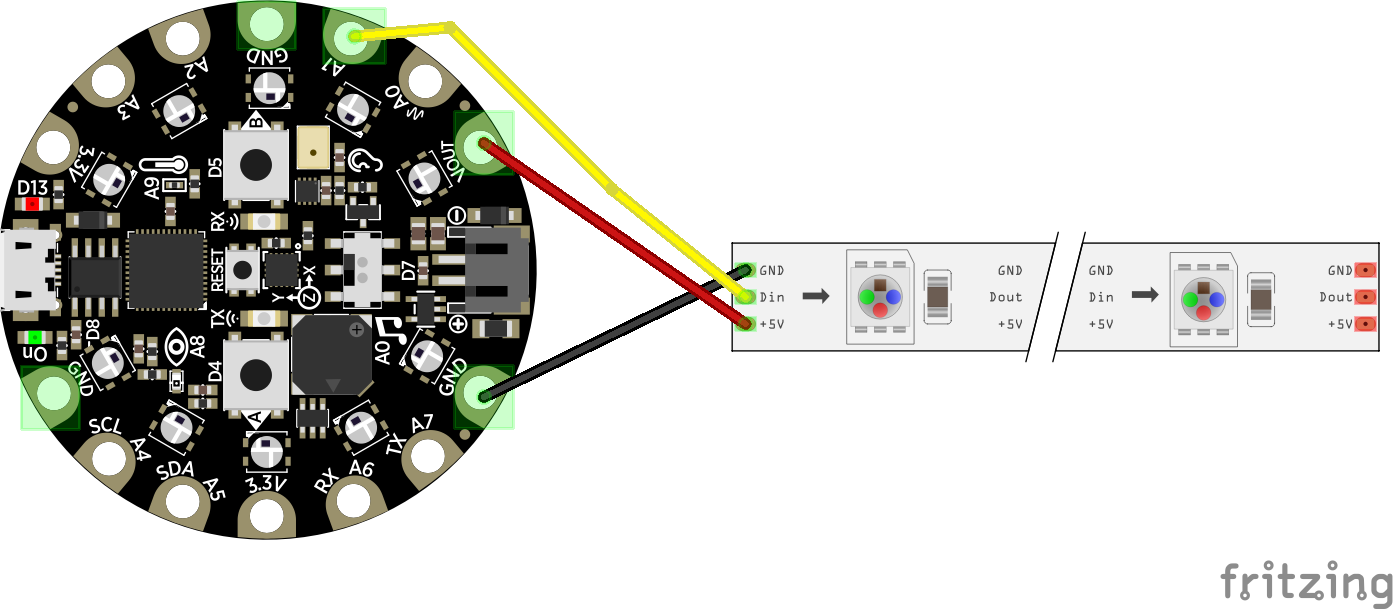 GND
A2
A1
A3
~A0
B
3.3V
VOUT
D5
A9
D13
RX
RESET
D7
X
Y
Z
TX
A0
On
D8
A8
D4
GND
GND
A
SCL
A4
SDA
A5
3.3V
RX
A6
TX
A7
GND
Din
+5V
GND
Dout
+5V
GND
Din
+5V
GND
Dout
+5V
fritzing